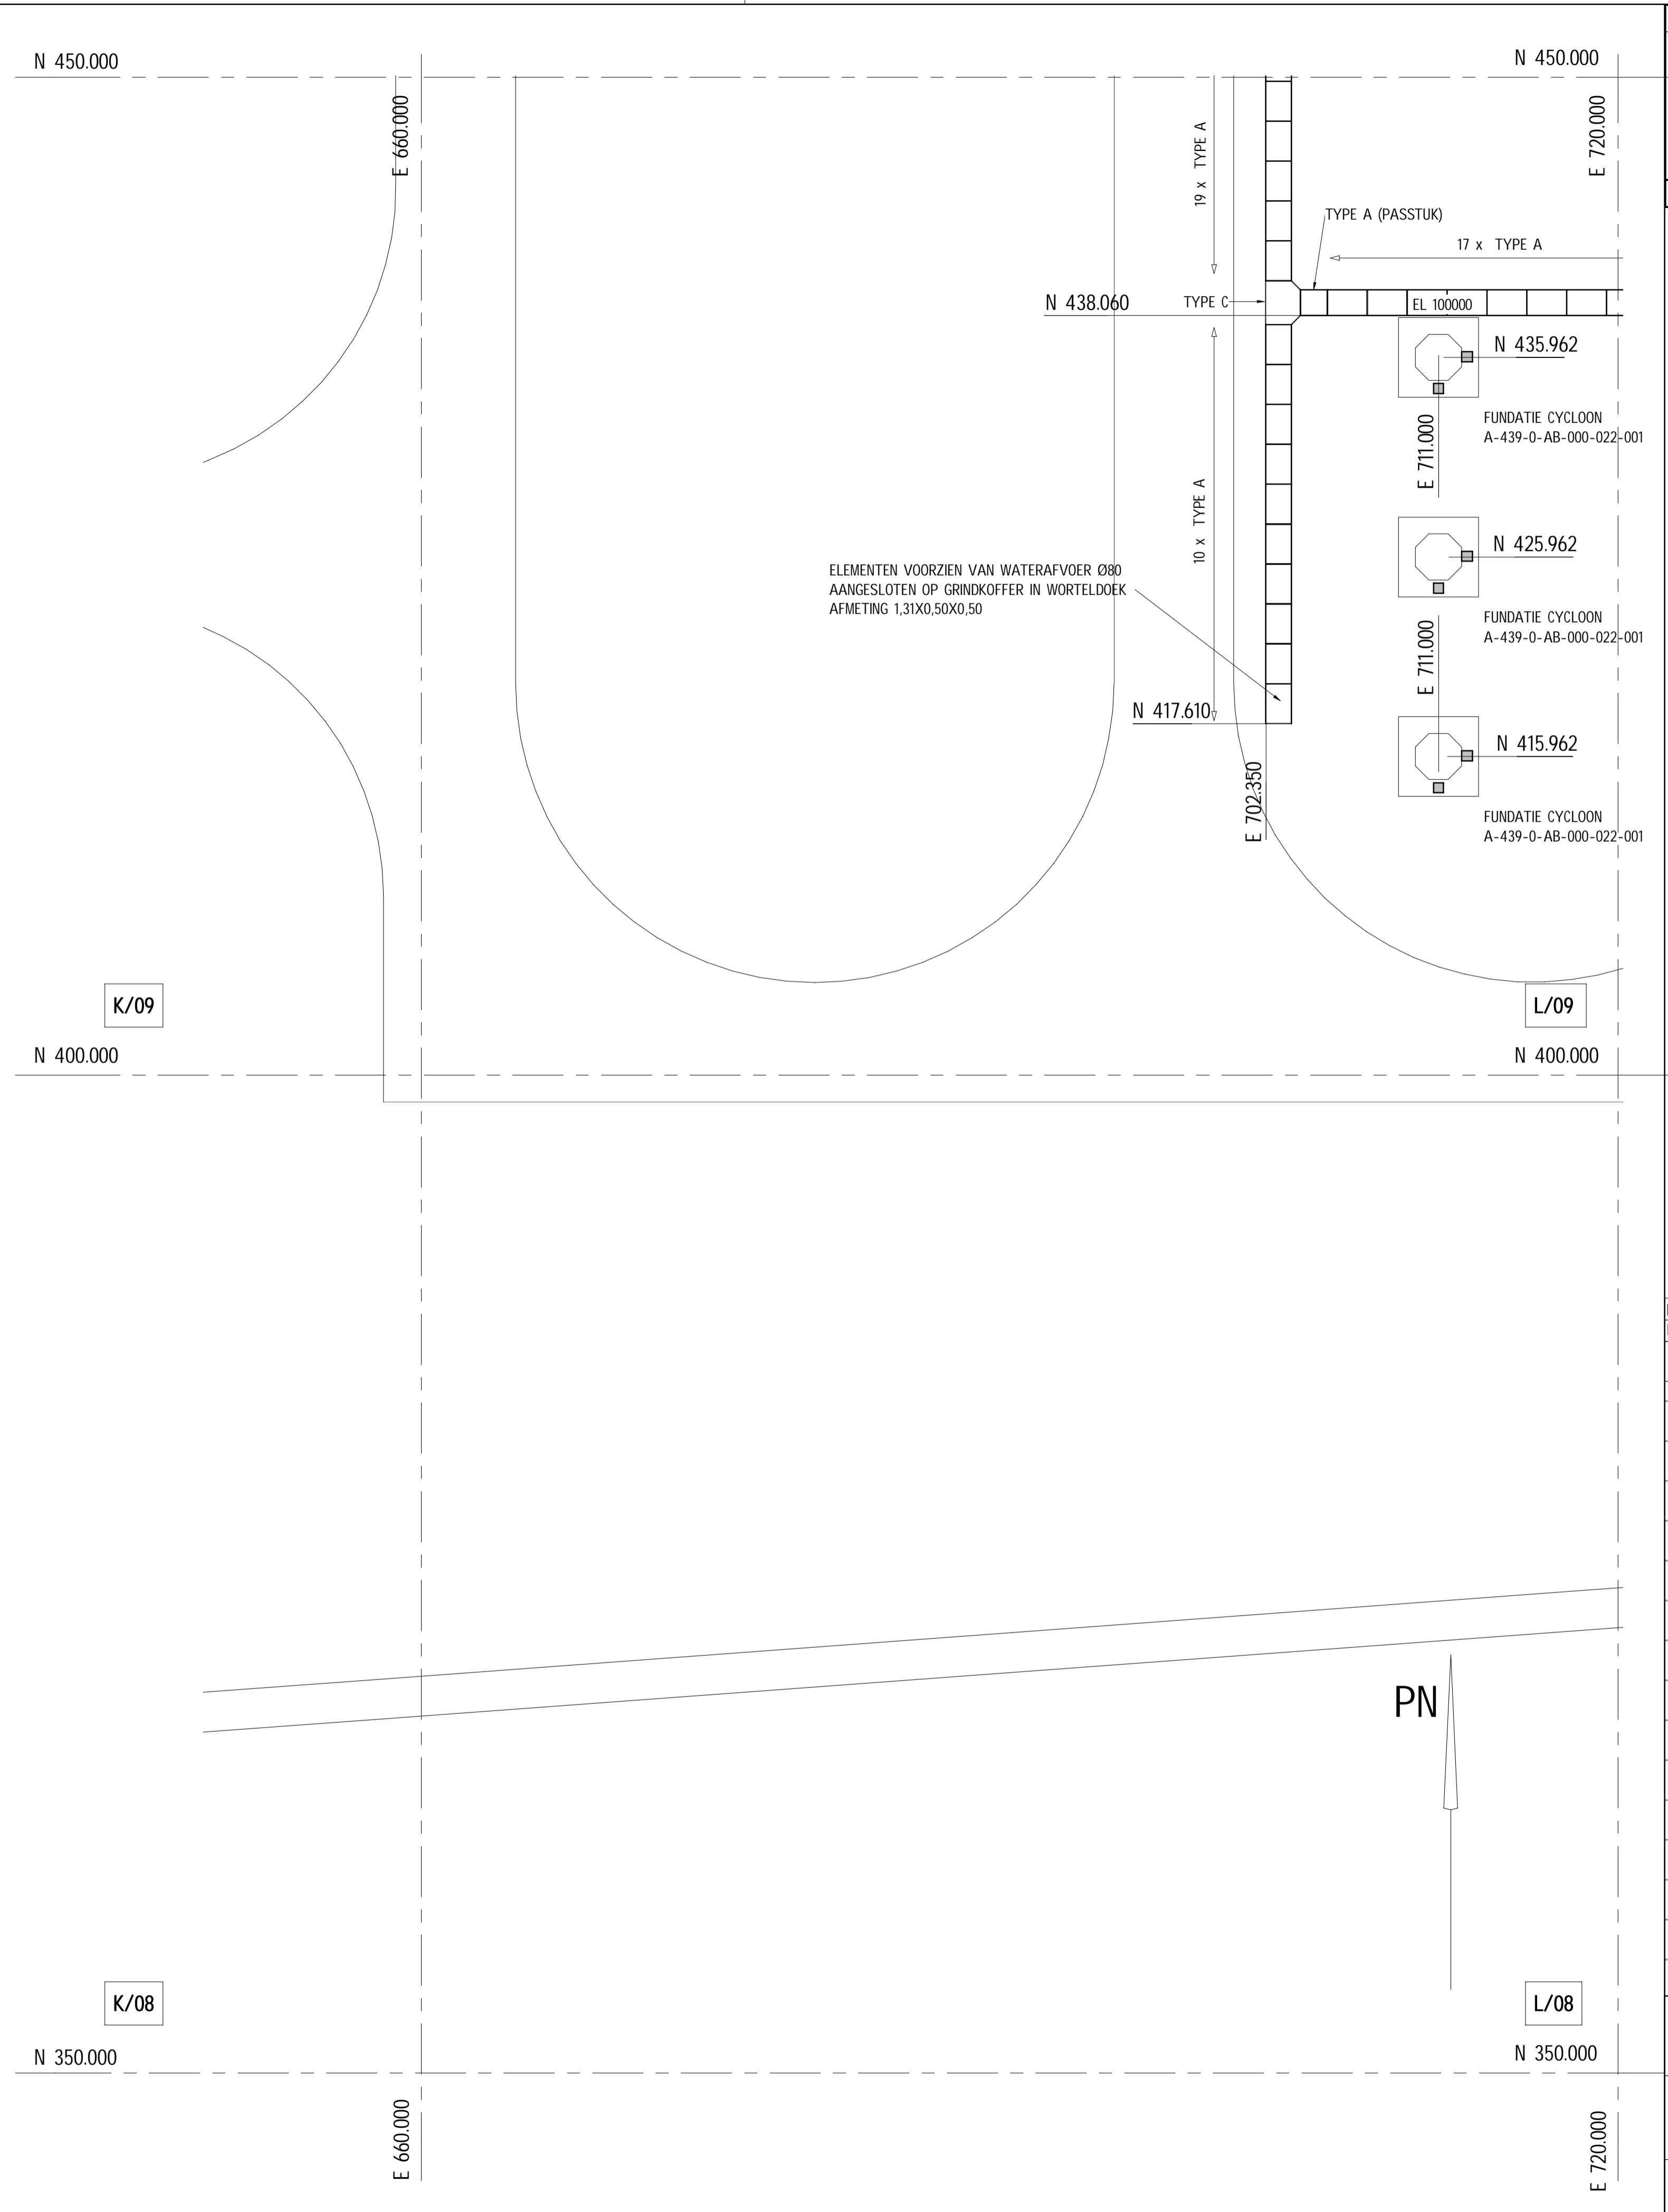 N 450.000
N 450.000
E 660.000
E 720.000
19 x TYPE A
TYPE A (PASSTUK)
17 x TYPE A
N 438.060
TYPE C
EL 100000
N 435.962
FUNDATIE CYCLOON
A-439-0-AB-000-022-001
E 711.000
10 x TYPE A
N 425.962
ELEMENTEN VOORZIEN VAN WATERAFVOER Ø80
AANGESLOTEN OP GRINDKOFFER IN WORTELDOEK
AFMETING 1,31X0,50X0,50
FUNDATIE CYCLOON
A-439-0-AB-000-022-001
E 711.000
N 417.610
N 415.962
E 702.350
FUNDATIE CYCLOON
A-439-0-AB-000-022-001
K/09
L/09
N 400.000
N 400.000
PN
K/08
L/08
N 350.000
N 350.000
E 660.000
E 720.000